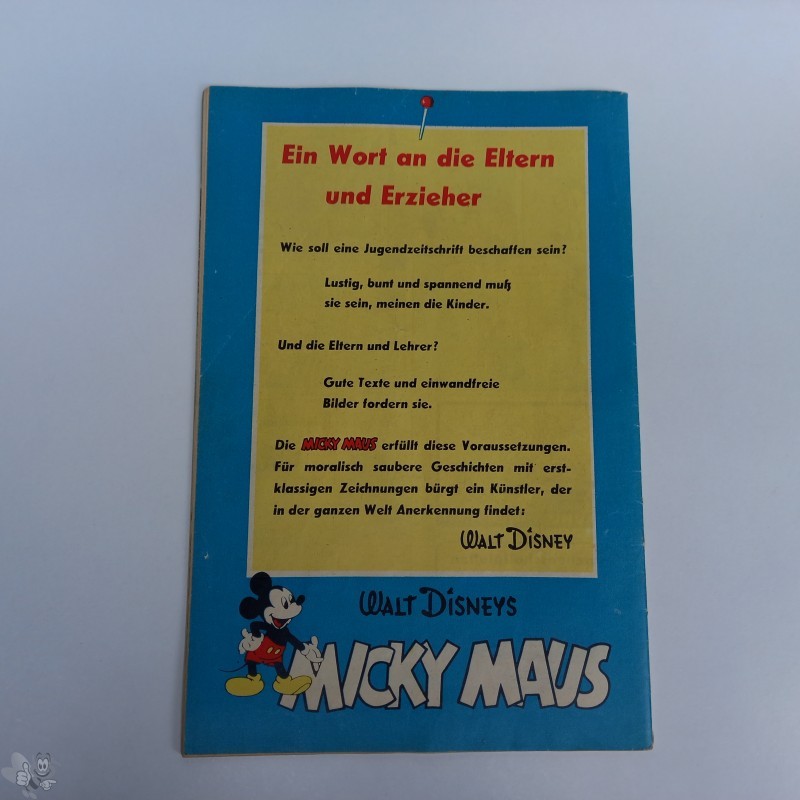 Ein Wort an die Eltern
und Erzieher
Wie soll eine Jugendzeitschrift beschaffen sein?
Lustig, bunt und spannend muß
sie sein, meinen die Kinder.
Und die Eltern und Lehrer?
Gute Texte und einwandfreie
Bilder fordern sie.
Die MICKY MAUS erfüllt diese Voraussetzungen.
Für moralisch saubere Geschichten mit erst-
klassigen Zeichnungen bürgt ein Künstler, der
in der ganzen Welt Anerkennung findet:
WALT DISNEY
WALT DISNEYS
MICKY MAUS